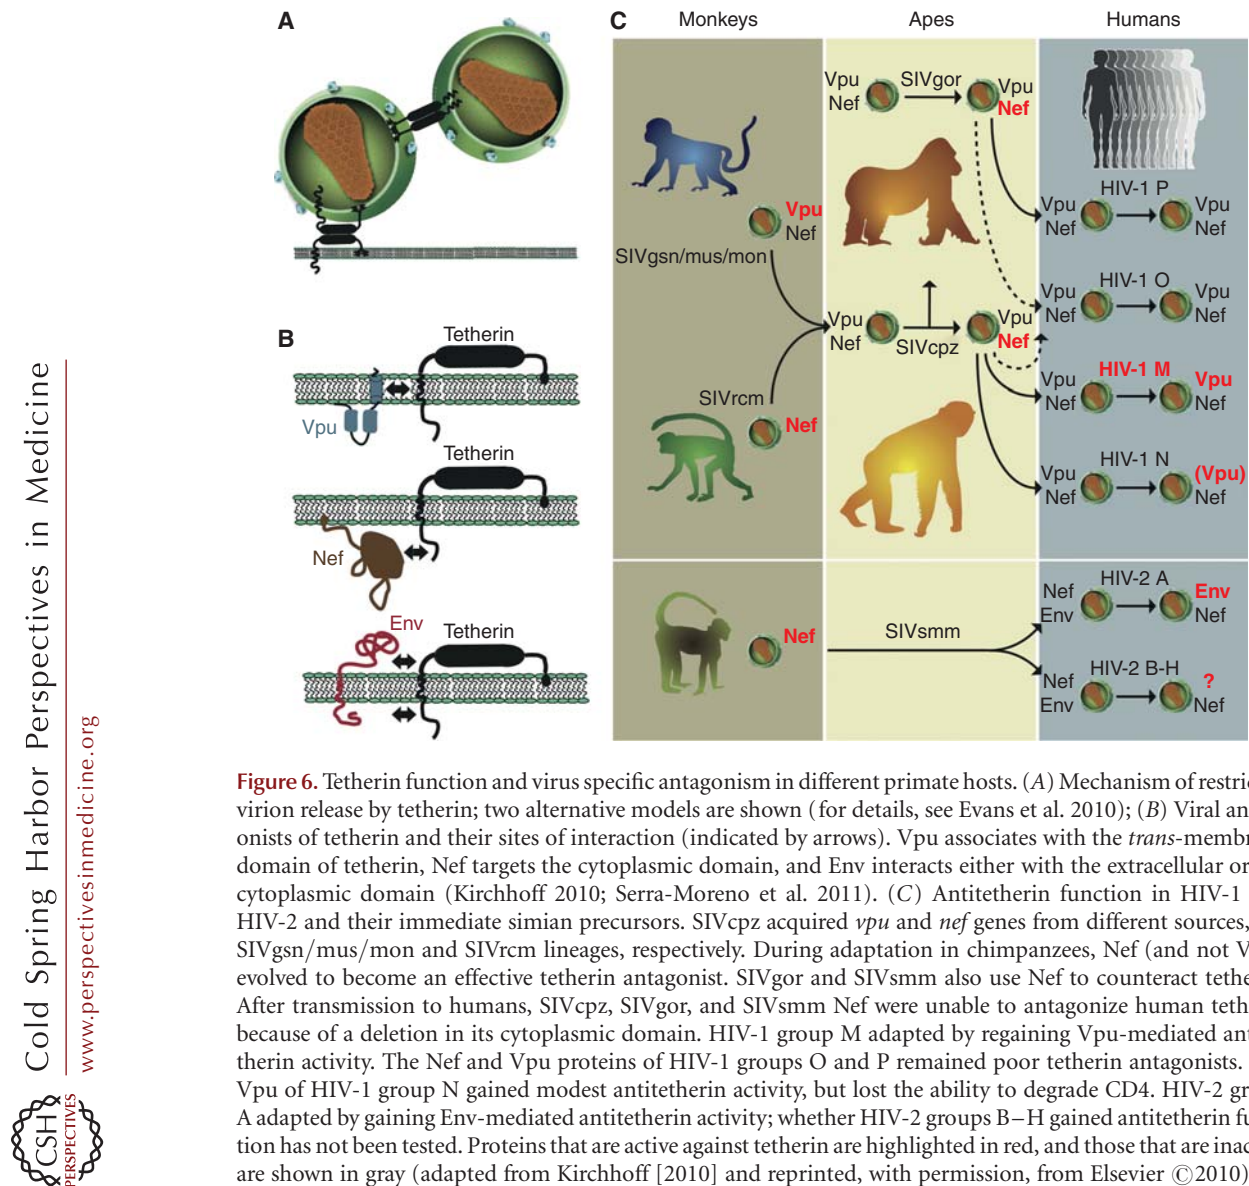 Cold Spring Harbor Perspectives in Medicine
www.perspectivesinmedicine.org
CSH
PERSPECTIVES
A
B
Tetherin
Vpu
Tetherin
Nef
Env
Tetherin
C
Monkeys
Apes
Humans
Vpu
Nef
SIVgor
Vpu
Nef
Vpu
Nef
SIVgsn/mus/mon
Vpu
Nef
HIV-1 P
Vpu
Nef
Vpu
Nef
HIV-1 O
Vpu
Nef
Vpu
Nef
SIVcpz
Vpu
Nef
SIVrcm
Nef
Vpu
Nef
HIV-1 M
Vpu
Nef
Vpu
Nef
HIV-1 N
(Vpu)
Nef
Nef
SIVsmm
Nef
Env
HIV-2 A
Env
Nef
Nef
Env
HIV-2 B-H
?
Nef
Figure 6. Tetherin function and virus specific antagonism in different primate hosts. (A) Mechanism of restric
virion release by tetherin; two alternative models are shown (for details, see Evans et al. 2010); (B) Viral an
onists of tetherin and their sites of interaction (indicated by arrows). Vpu associates with the trans-membr
domain of tetherin, Nef targets the cytoplasmic domain, and Env interacts either with the extracellular or
cytoplasmic domain (Kirchhoff 2010; Serra-Moreno et al. 2011). (C) Antitetherin function in HIV-1
HIV-2 and their immediate simian precursors. SIVcpz acquired vpu and nef genes from different sources,
SIVgsn/mus/mon and SIVrcm lineages, respectively. During adaptation in chimpanzees, Nef (and not V
evolved to become an effective tetherin antagonist. SIVgor and SIVsmm also use Nef to counteract tethe
After transmission to humans, SIVcpz, SIVgor, and SIVsmm Nef were unable to antagonize human teth
because of a deletion in its cytoplasmic domain. HIV-1 group M adapted by regaining Vpu-mediated ant
therin activity. The Nef and Vpu proteins of HIV-1 groups O and P remained poor tetherin antagonists.
Vpu of HIV-1 group N gained modest antitetherin activity, but lost the ability to degrade CD4. HIV-2 gr
A adapted by gaining Env-mediated antitetherin activity; whether HIV-2 groups B–H gained antitetherin fu
tion has not been tested. Proteins that are active against tetherin are highlighted in red, and those that are inac
are shown in gray (adapted from Kirchhoff [2010] and reprinted, with permission, from Elsevier ©2010)